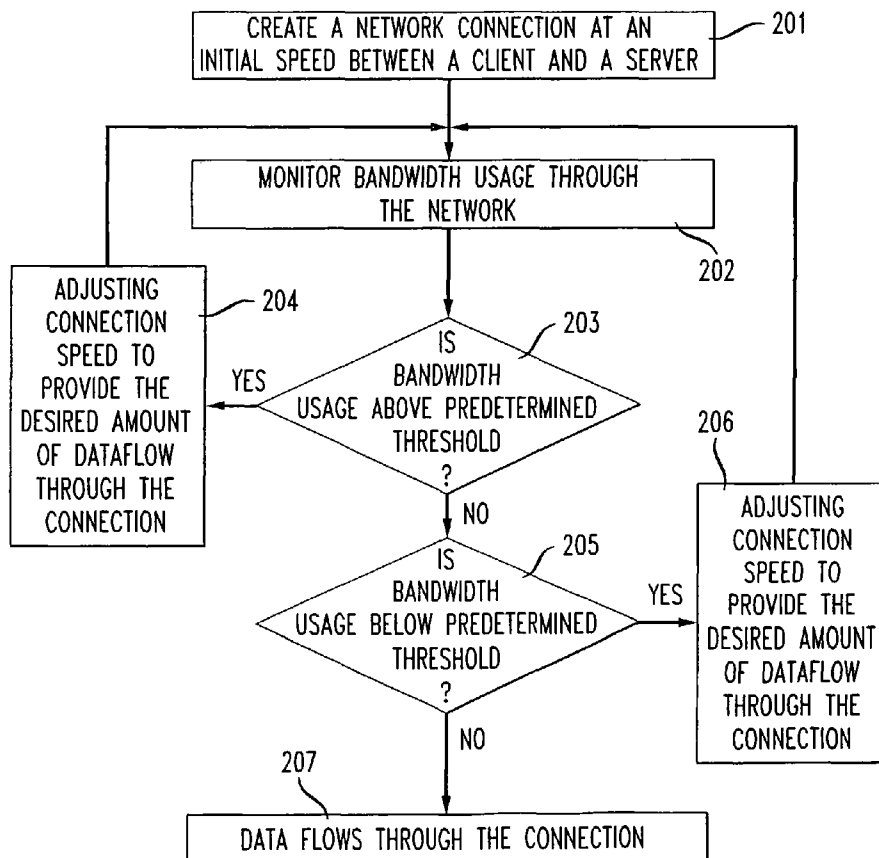 CREATE A NETWORK CONNECTION AT AN
INITIAL SPEED BETWEEN A CLIENT AND A SERVER
201
MONITOR BANDWIDTH USAGE THROUGH
THE NETWORK
202
ADJUSTING
CONNECTION
SPEED TO
PROVIDE THE
DESIRED AMOUNT
OF DATAFLOW
THROUGH THE
CONNECTION
204
YES
203
IS
BANDWIDTH
USAGE ABOVE PREDETERMINED
THRESHOLD
?
NO
205
IS
BANDWIDTH
USAGE BELOW PREDETERMINED
THRESHOLD
?
YES
206
ADJUSTING
CONNECTION
SPEED TO
PROVIDE THE
DESIRED AMOUNT
OF DATAFLOW
THROUGH THE
CONNECTION
NO
207
DATA FLOWS THROUGH THE CONNECTION